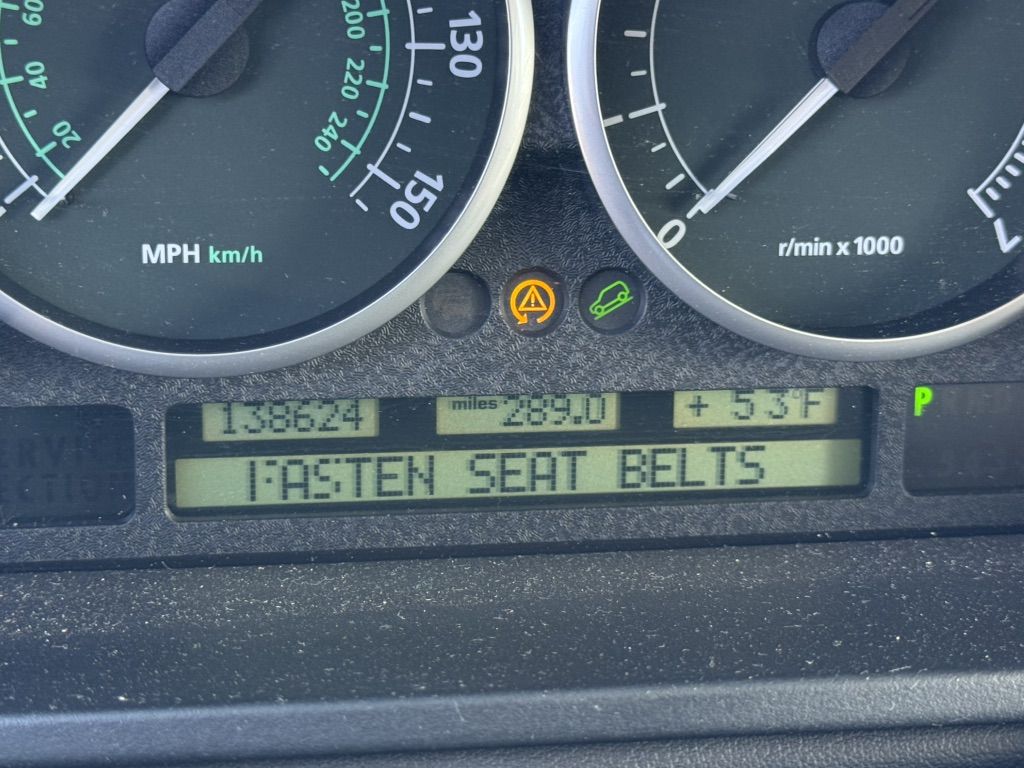 60
40
20
200
220
240
130
150
MPH km/h
0
7
r/min x 1000
138624
miles 289.0
+ 53°F
P
FASTEN SEAT BELTS